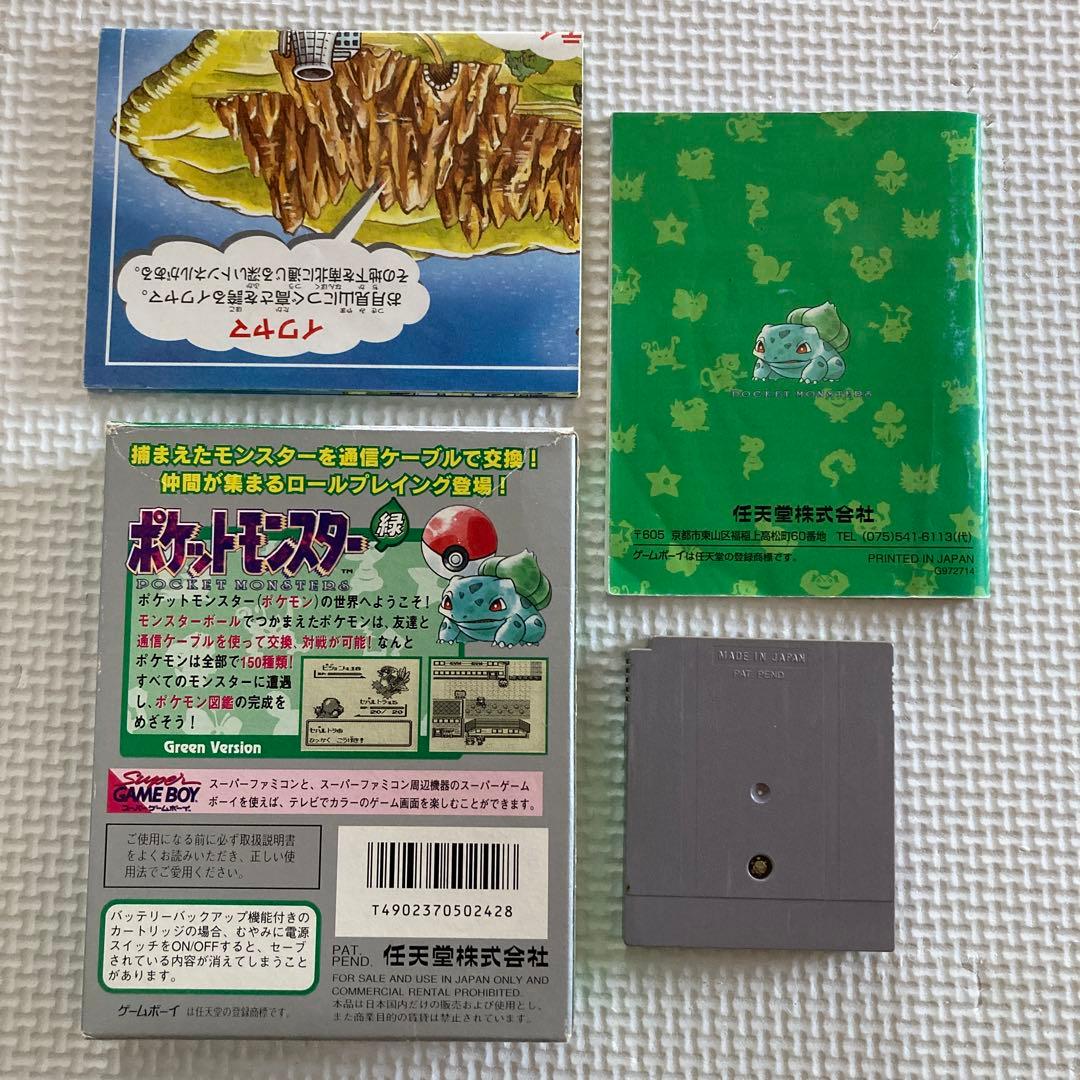 イワヤマ
お月見山につぐ高さを誇るイワヤマ。
その地下を南北に通じる深いトンネルがある。
POCKET MONSTERS
任天堂株式会社
〒605 京都市東山区福稲上高松町60番地 TEL (075)541-6113(代)
ゲームボーイは任天堂の登録商標です。 PRINTED IN JAPAN
G972714
捕まえたモンスターを通信ケーブルで交換！
仲間が集まるロールプレイング登場！
ポケットモンスター 緑
POCKET MONSTERS
ポケットモンスター(ポケモン)の世界へようこそ！
モンスターボールでつかまえたポケモンは、友達と
通信ケーブルを使って交換、対戦が可能！なんと
ポケモンは全部で150種類！
すべてのモンスターに遭遇
し、ポケモン図鑑の完成を
めざそう！
Green Version
20/20
Super
GAME BOY
スーパーゲームボーイ
スーパーファミコンと、スーパーファミコン周辺機器のスーパーゲーム
ボーイを使えば、テレビでカラーのゲーム画面を楽しむことができます。
ご使用になる前に必ず取扱説明書
をよくお読みいただき、正しい使
用法でご愛用ください。
T4902370502428
バッテリーバックアップ機能付きの
カートリッジの場合、むやみに電源
スイッチをON/OFFすると、セーブ
されている内容が消えてしまうこと
があります。
PAT.
PEND. 任天堂株式会社
FOR SALE AND USE IN JAPAN ONLY AND
COMMERCIAL RENTAL PROHIBITED.
本品は日本国内だけの販売および使用とし、
また商業目的の賃貸は禁止されています。
ゲームボーイ は任天堂の登録商標です。
MADE IN JAPAN
PAT. PEND